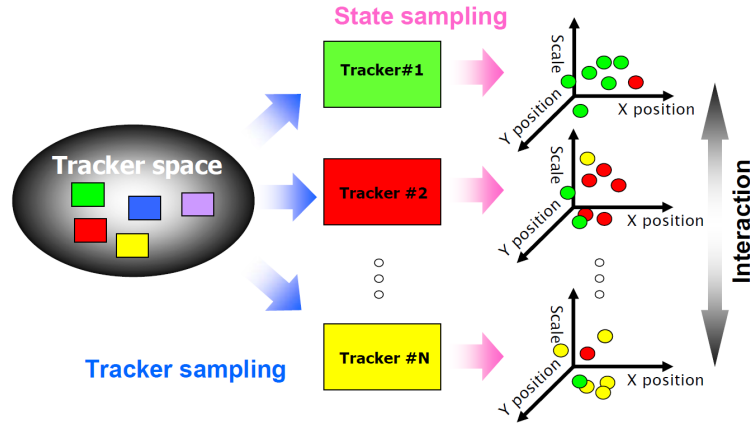 State sampling
Tracker#1
Scale
Y position
X position
Tracker space
Tracker #2
Scale
Y position
X position
Interaction
Tracker sampling
Tracker #N
Scale
Y position
X position